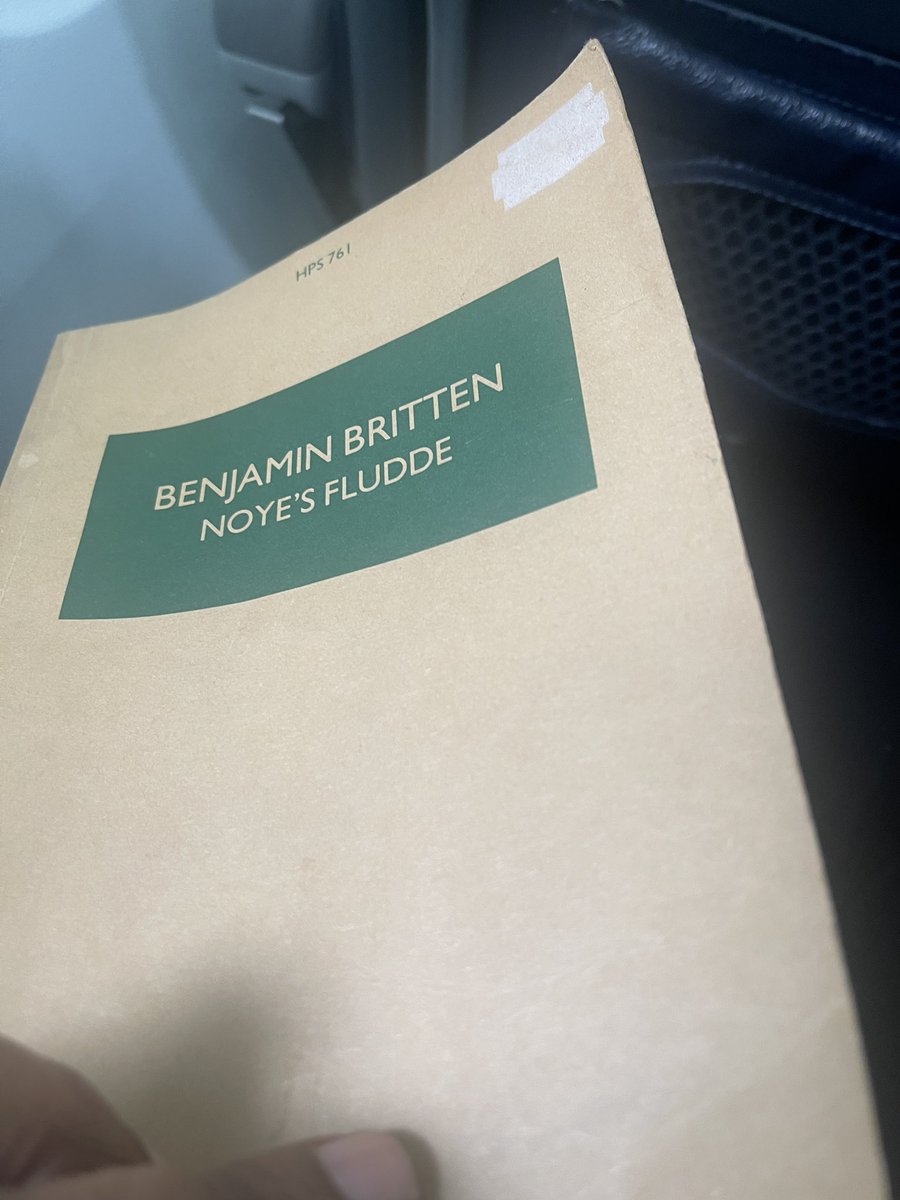 HPS 761
BENJAMIN BRITTEN
NOYE'S FLUDDE